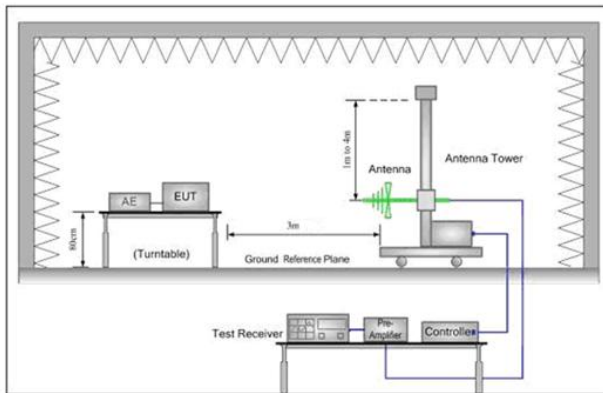 1m to 4m
Antenna
Antenna Tower
AE
EUT
80cm
(Turntable)
3m
Ground Reference Plane
Test Receiver
Pre-
Amplifier
Controller